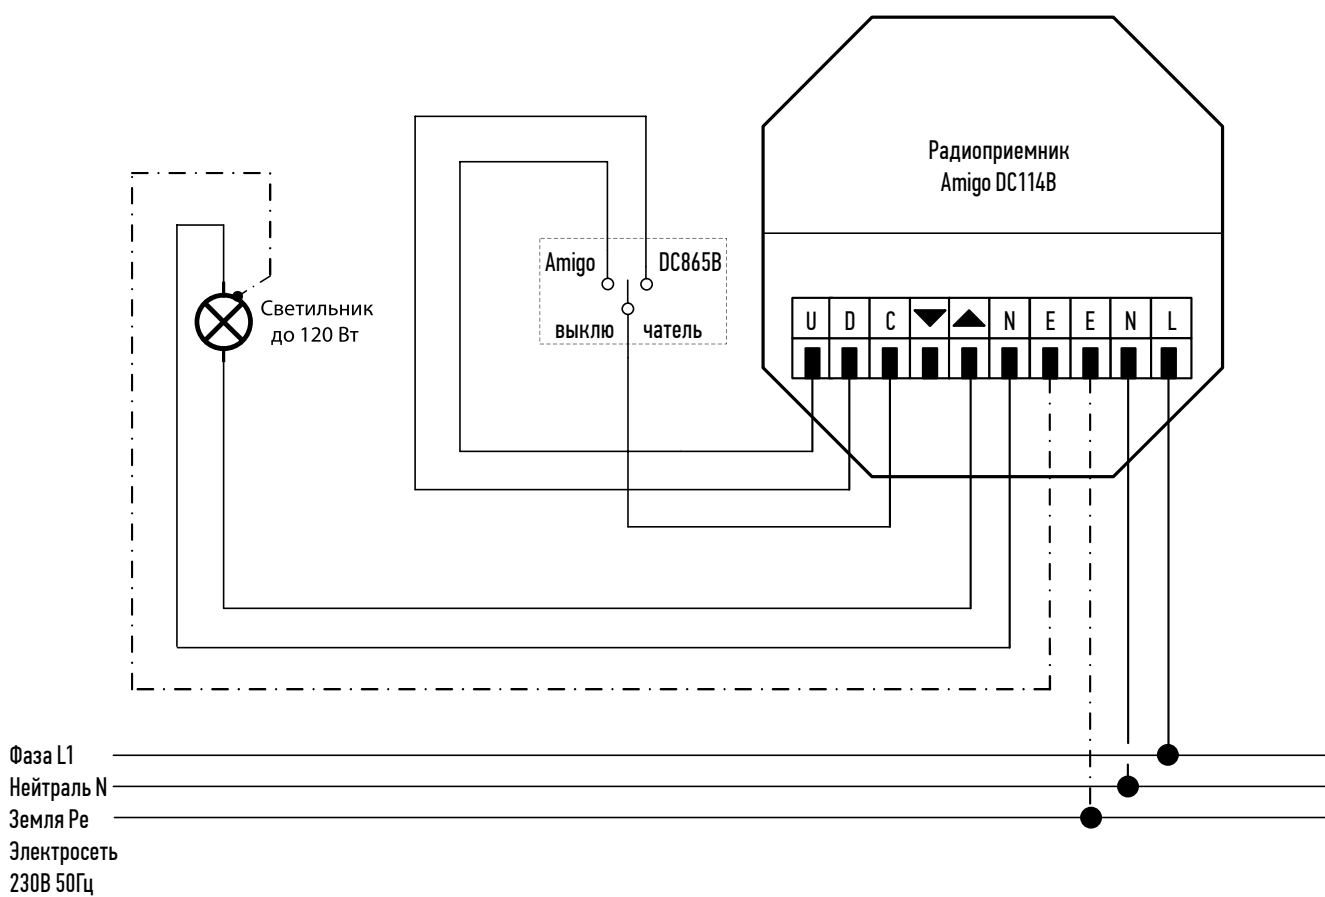 Радиоприемник
Amigo DC114B
Amigo DC865B
выклю чатель
Светильник
до 120 Вт
U D C ▼ ▲ N E E N L
Фаза L1
Нейтраль N
Земля Pe
Электросеть
230В 50Гц